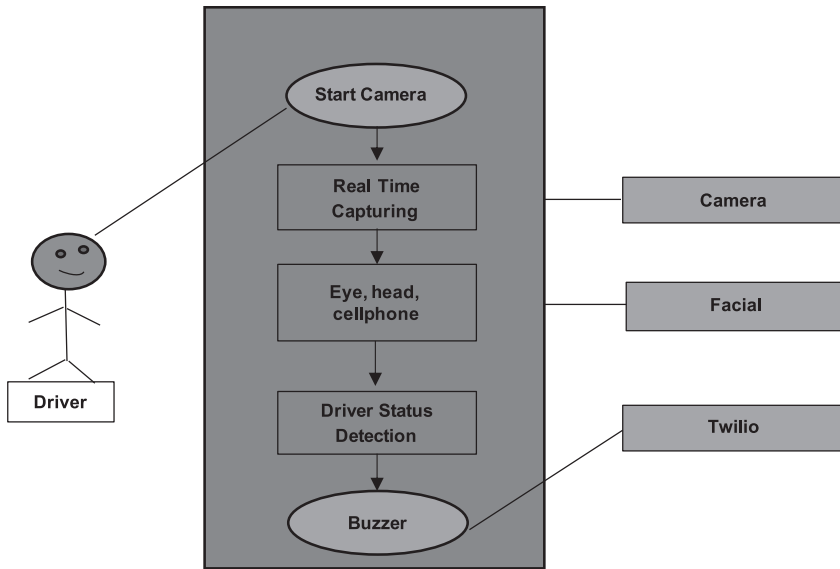 Start Camera
Real Time
Capturing
Camera
Eye, head,
cellphone
Facial
Driver
Driver Status
Detection
Twilio
Buzzer